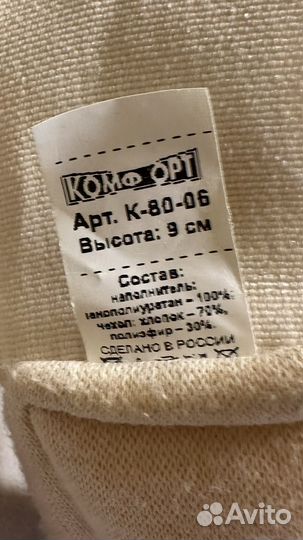 КОМФОРТ
Арт. К-80-06
Высота: 9 см
Состав:
наполнитель:
пенополиуретан – 100%.
Чехол: хлопок – 70%,
полиэфир – 30%.
СДЕЛАНО В РОССИИ
Avito